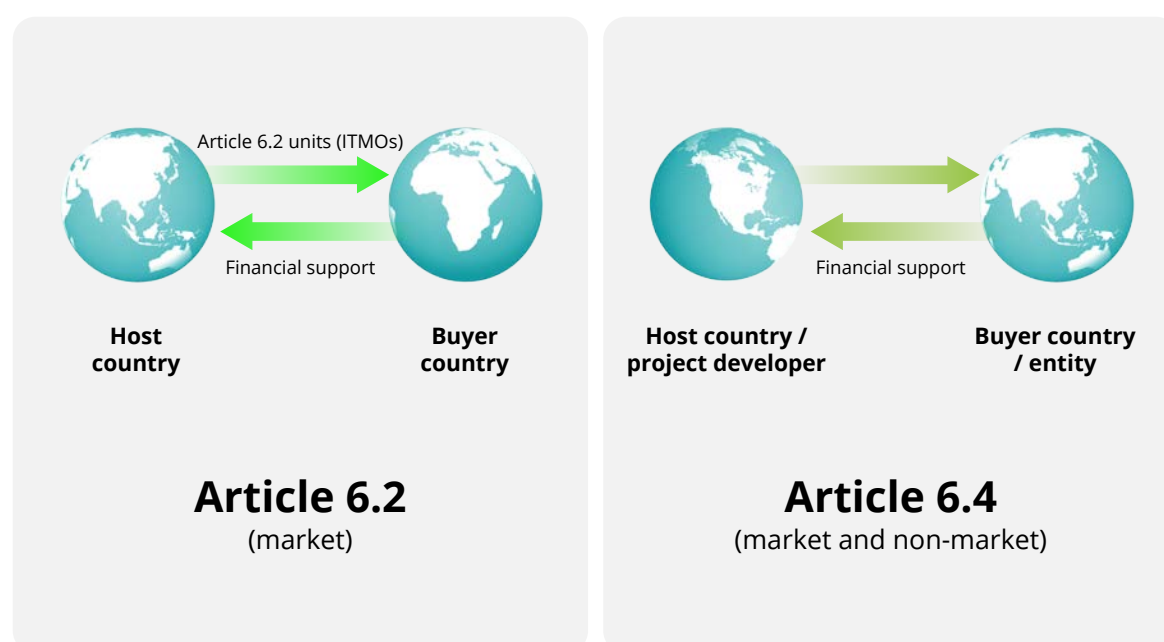 Article 6.2 units (ITMOs)
Financial support
Host
country
Buyer
country
Article 6.2
(market)
Financial support
Host country /
project developer
Buyer country
/ entity
Article 6.4
(market and non-market)